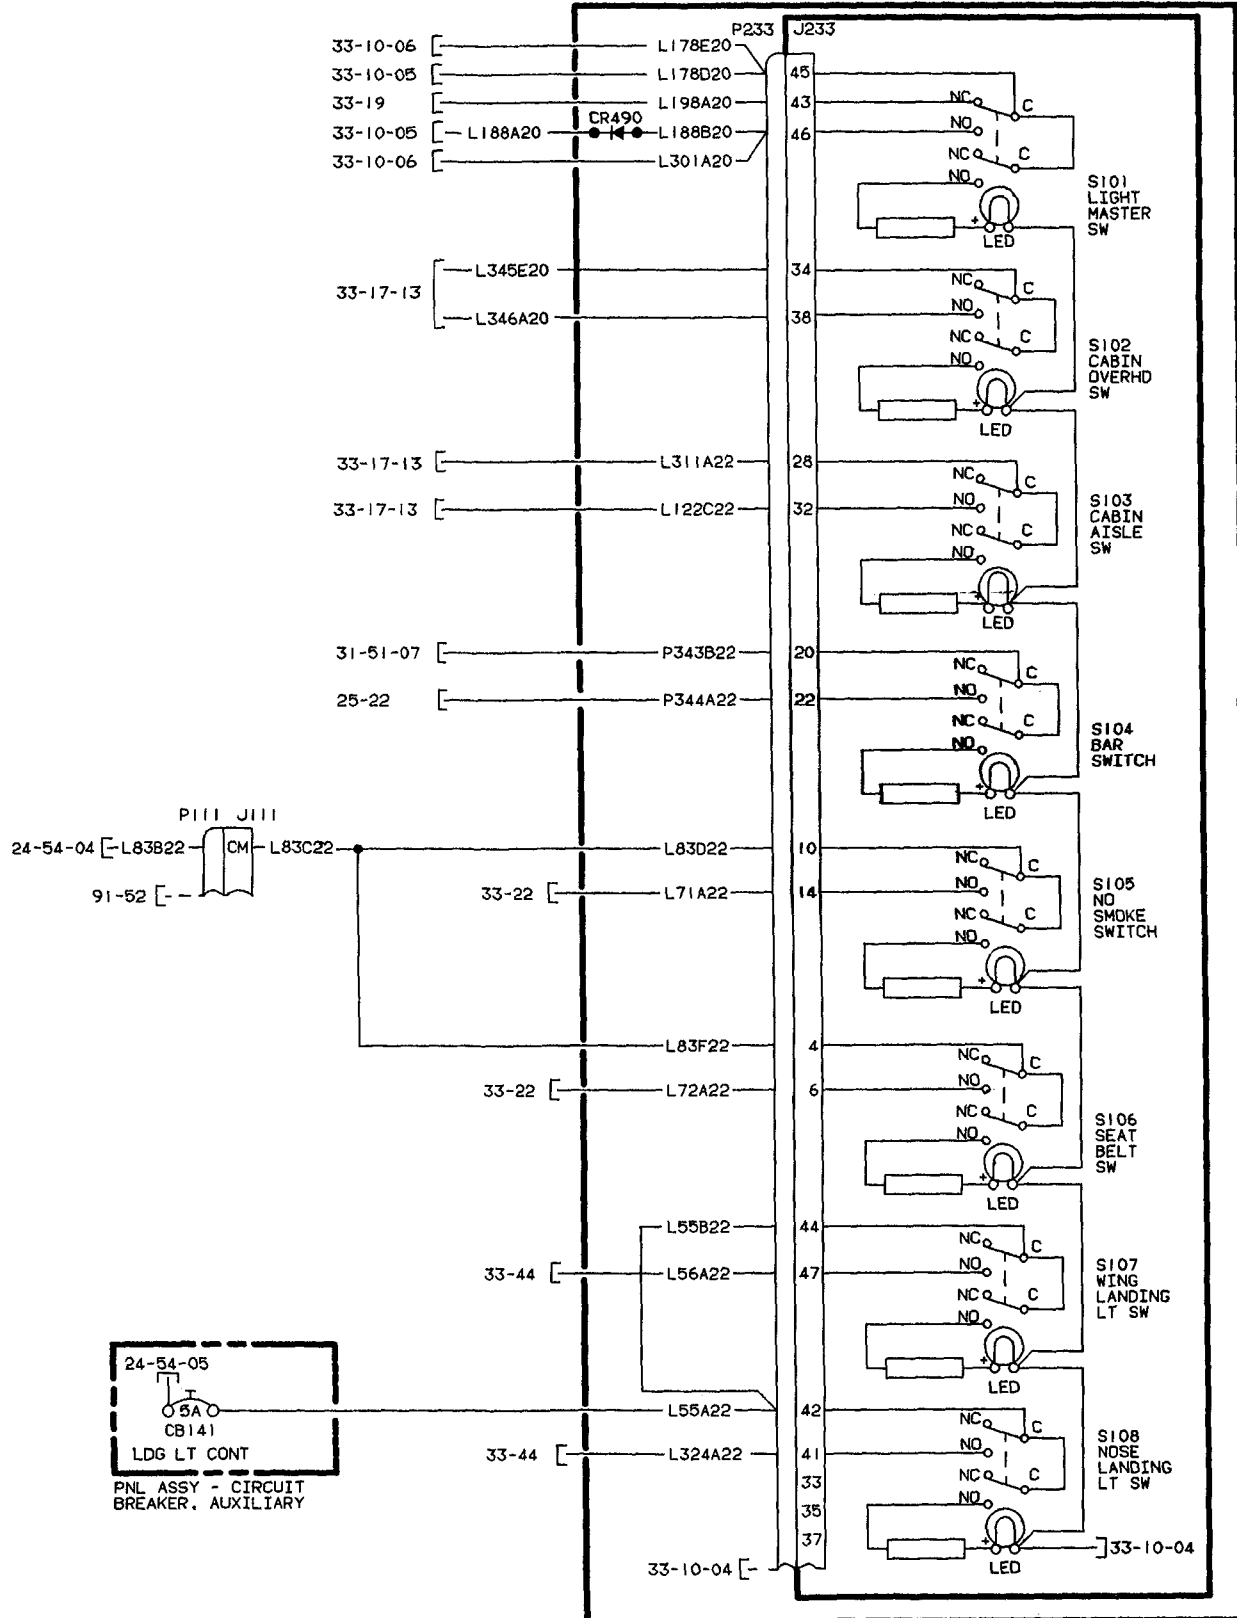 P233 J233
33-10-06 L178E20
33-10-05 L178D20 45
33-19 L198A20 43 NC C
33-10-05 L188A20 CR490 L188B20 46 NO
33-10-06 L301A20 NC C
NO
S101
LIGHT
MASTER
SW
+
LED
L345E20 34 NC C
33-17-13
L346A20 38 NO
NC C
NO
S102
CABIN
OVERHD
SW
+
LED
33-17-13 L311A22 28 NC C
33-17-13 L122C22 32 NO
NC C
NO
S103
CABIN
AISLE
SW
+
LED
31-51-07 P343B22 20 NC C
25-22 P344A22 22 NO
NC C
NO
S104
BAR
SWITCH
LED
P111 J111
24-54-04 L83B22 CM L83C22 L83D22 10 NC C
91-52
33-22 L71A22 14 NO
NC C
NO
S105
NO
SMOKE
SWITCH
+
LED
L83F22 4 NC C
33-22 L72A22 6 NO
NC C
NO
S106
SEAT
BELT
SW
+
LED
L55B22 44 NC C
33-44 L56A22 47 NO
NC C
NO
S107
WING
LANDING
LT SW
+
LED
24-54-05
5A
CB141
LDG LT CONT
PNL ASSY - CIRCUIT
BREAKER, AUXILIARY
L55A22 42 NC C
33-44 L324A22 41 NO
33 NC C
35 NO
37
S108
NOSE
LANDING
LT SW
+
LED
33-10-04
33-10-04